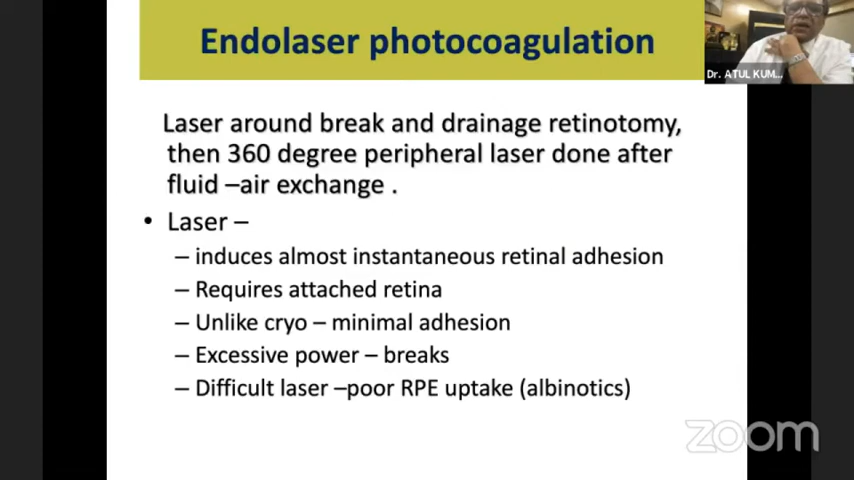 Endolaser photocoagulation
Dr. ATUL KUM...
Laser around break and drainage retinotomy,
then 360 degree peripheral laser done after
fluid –air exchange .
• Laser –
– induces almost instantaneous retinal adhesion
– Requires attached retina
– Unlike cryo – minimal adhesion
– Excessive power – breaks
– Difficult laser –poor RPE uptake (albinotics)
zoom